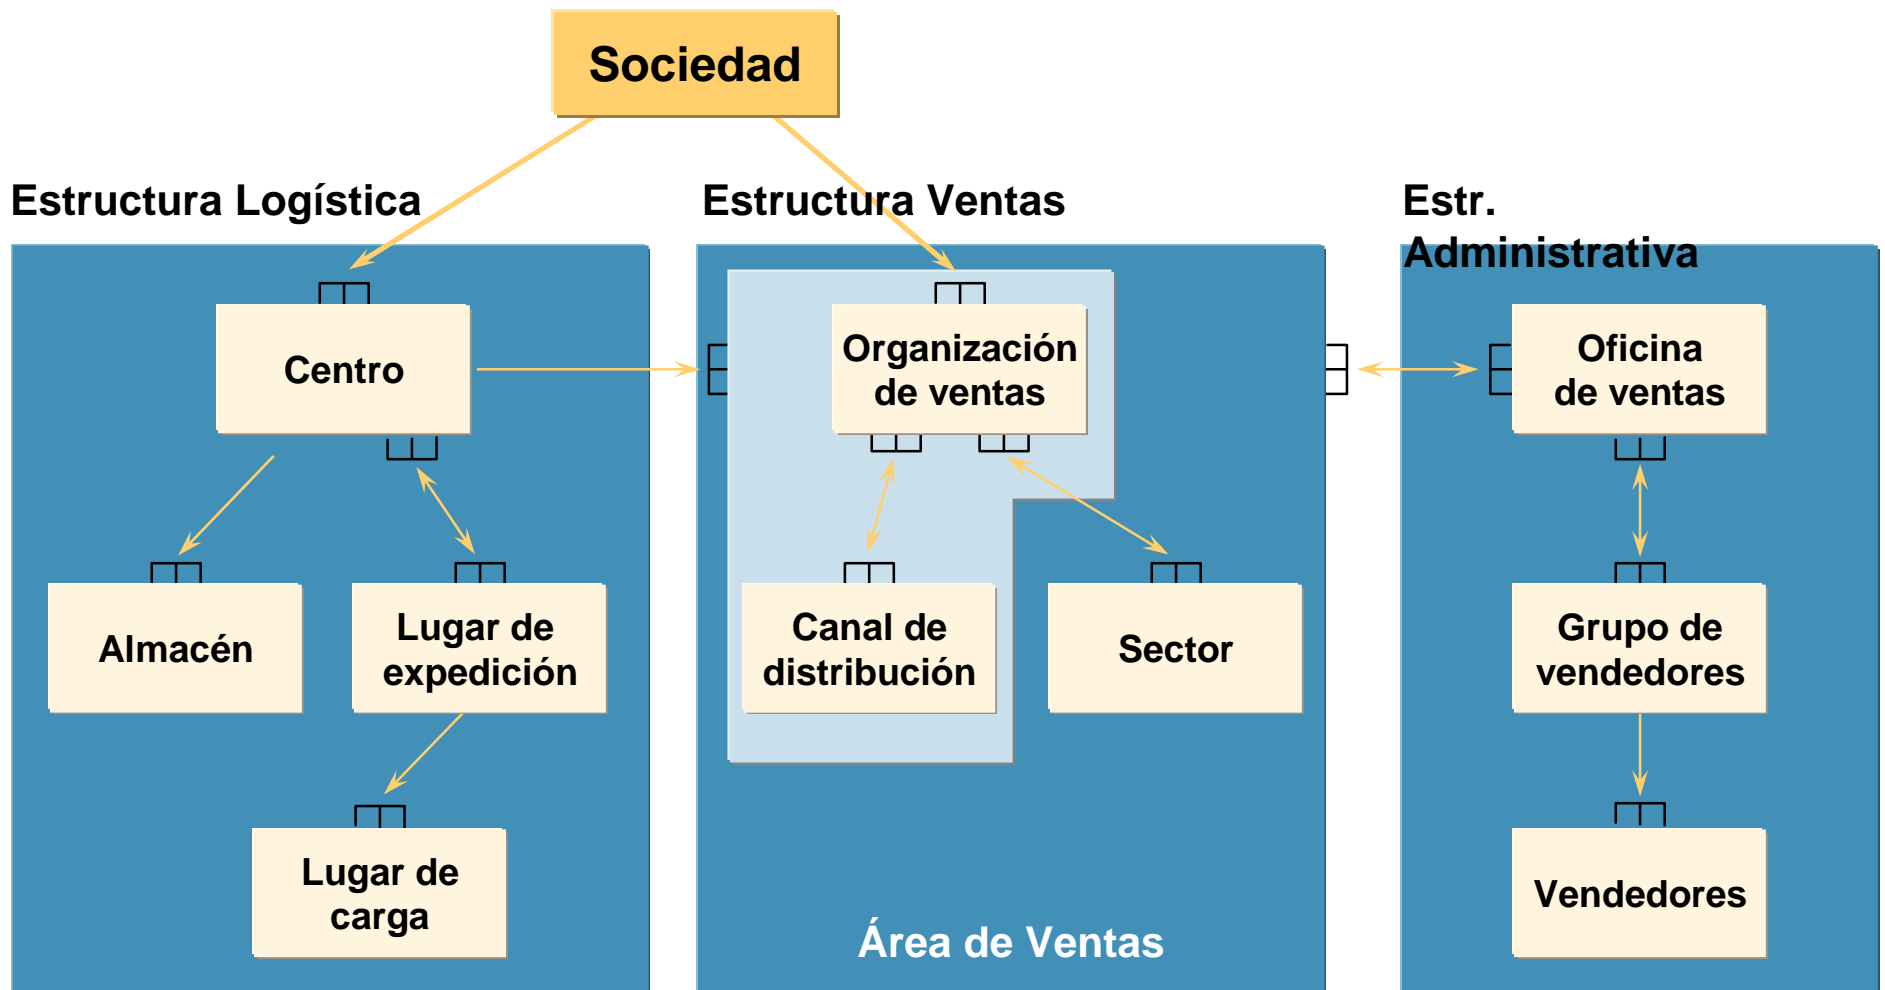 Sociedad
Estructura Logística
Estructura Ventas
Estr.
Administrativa
Centro
Organización
de ventas
Oficina
de ventas
Almacén
Lugar de
expedición
Canal de
distribución
Sector
Grupo de
vendedores
Lugar de
carga
Vendedores
Área de Ventas